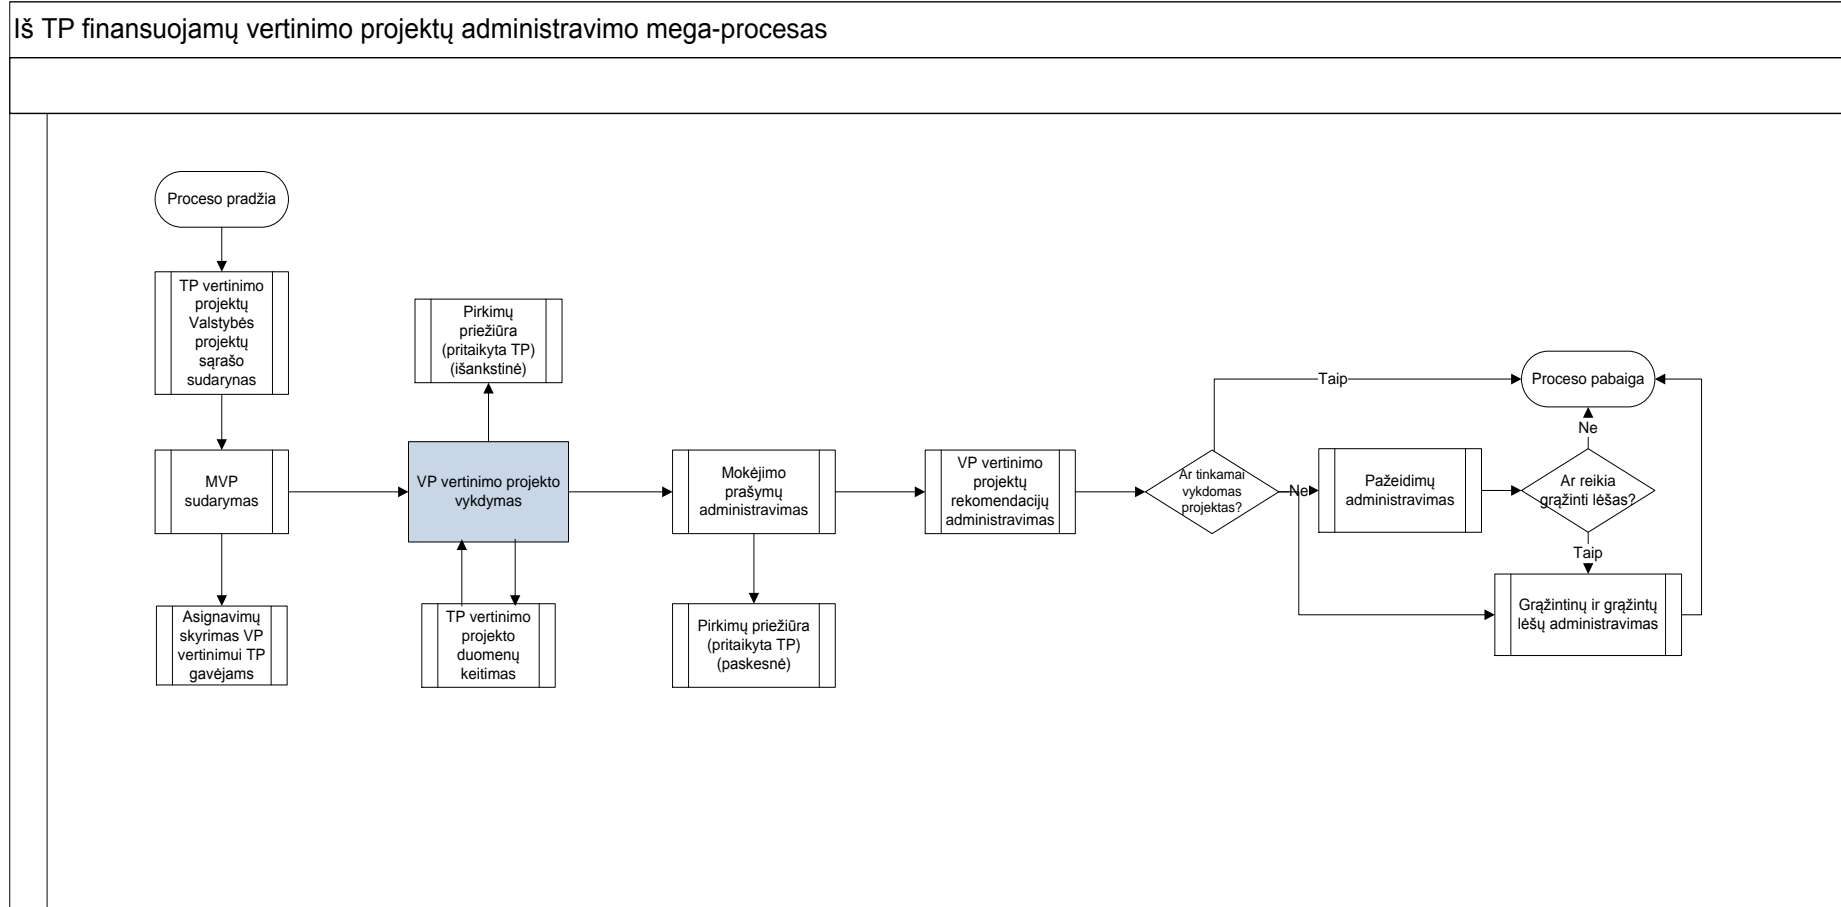 Iš TP finansuojamų vertinimo projektų administravimo mega-procesas
Proceso pradžia
TP vertinimo
projektų
Valstybės
projektų
sąrašo
sudarynas
MVP
sudarymas
Asignavimų
skyrimas VP
vertinimui TP
gavėjams
Pirkimų
priežiūra
(pritaikyta TP)
(išankstinė)
VP vertinimo projekto
vykdymas
TP vertinimo
projekto
duomenų
keitimas
Mokėjimo
prašymų
administravimas
Pirkimų priežiūra
(pritaikyta TP)
(paskesnė)
VP vertinimo
projektų
rekomendacijų
administravimas
Ar tinkamai
vykdomas
projektas?
Taip
Ne
Pažeidimų
administravimas
Proceso pabaiga
Ne
Ar reikia
grąžinti lėšas?
Taip
Grąžintinų ir grąžintų
lėšų administravimas